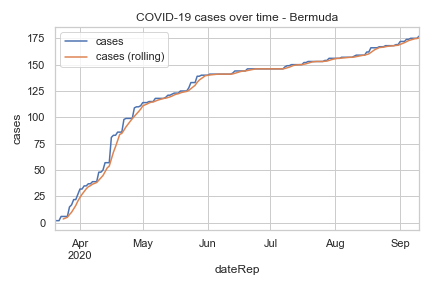 COVID-19 cases over time - Bermuda
cases
cases (rolling)
175
150
125
100
75
50
25
0
cases
Apr
2020
May
Jun
Jul
Aug
Sep
dateRep